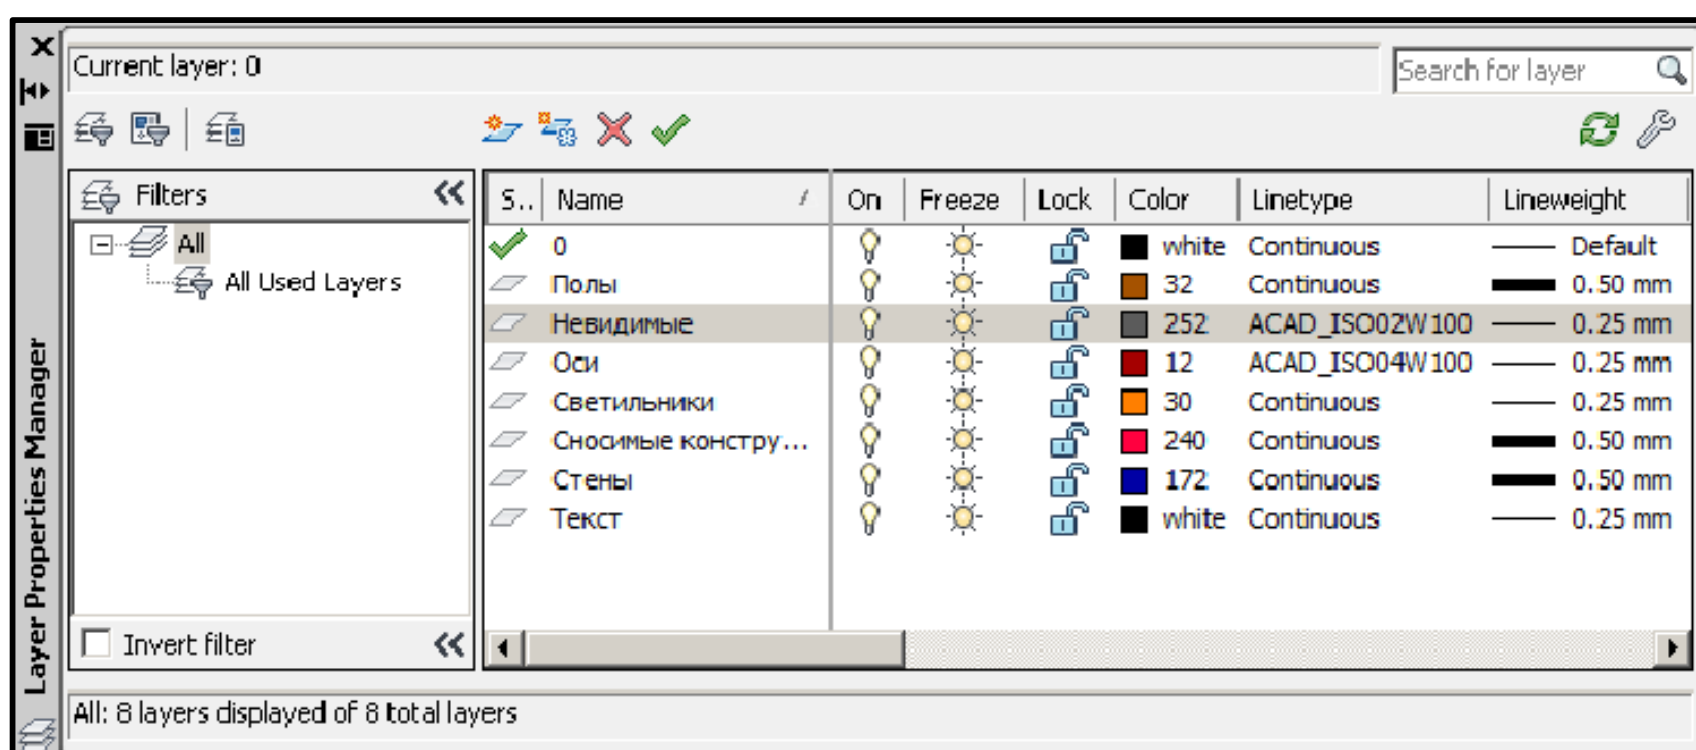 Current layer: 0
Search for layer
Filters
S.. Name On Freeze Lock Color Linetype Lineweight
All
All Used Layers
0 white Continuous Default
Полы 32 Continuous 0.50 mm
Невидимые 252 ACAD_ISO02W100 0.25 mm
Оси 12 ACAD_ISO04W100 0.25 mm
Светильники 30 Continuous 0.25 mm
Сносимые констру... 240 Continuous 0.50 mm
Стены 172 Continuous 0.50 mm
Текст white Continuous 0.25 mm
Invert filter
All: 8 layers displayed of 8 total layers
Layer Properties Manager